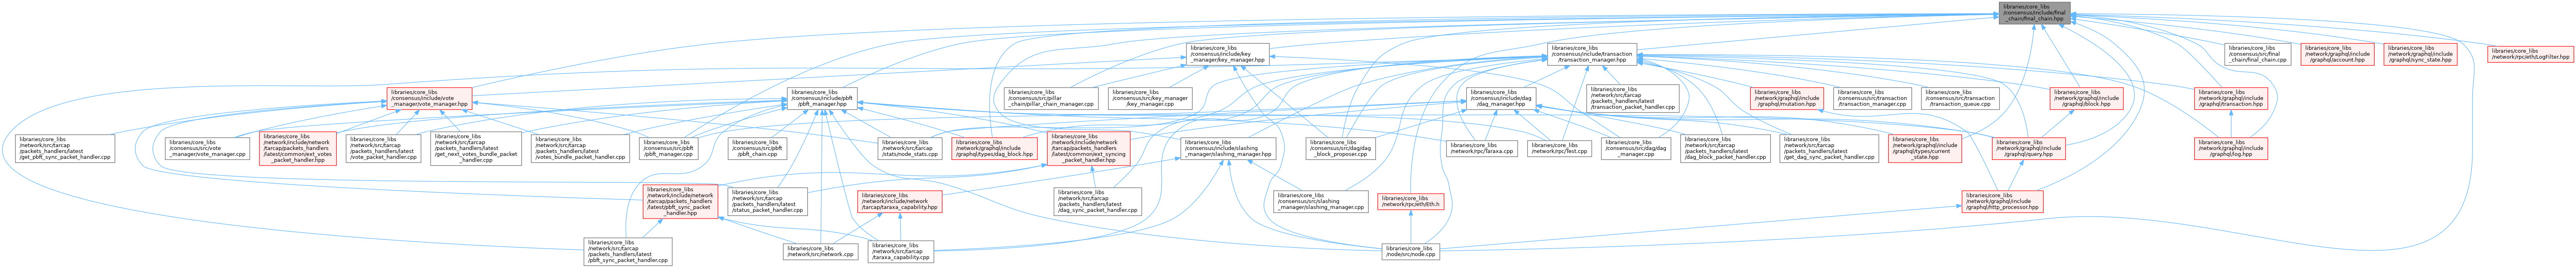 libraries/core_libs
/consensus/include/final
_chain/final_chain.hpp
libraries/core_libs
/consensus/include/key
_manager/key_manager.hpp
libraries/core_libs
/consensus/include/transaction
/transaction_manager.hpp
libraries/core_libs
/consensus/src/final
_chain/final_chain.cpp
libraries/core_libs
/network/graphql/include
/graphql/account.hpp
libraries/core_libs
/network/graphql/include
/graphql/sync_state.hpp
libraries/core_libs
/network/rpc/eth/LogFilter.hpp
libraries/core_libs
/consensus/include/vote
_manager/vote_manager.hpp
libraries/core_libs
/consensus/include/pbft
/pbft_manager.hpp
libraries/core_libs
/consensus/src/pillar
_chain/pillar_chain_manager.cpp
libraries/core_libs
/consensus/src/key_manager
/key_manager.cpp
libraries/core_libs
/consensus/include/dag
/dag_manager.hpp
libraries/core_libs
/network/src/tarcap
/packets_handlers/latest
/transaction_packet_handler.cpp
libraries/core_libs
/network/graphql/include
/graphql/mutation.hpp
libraries/core_libs
/consensus/src/transaction
/transaction_manager.cpp
libraries/core_libs
/consensus/src/transaction
/transaction_queue.cpp
libraries/core_libs
/network/graphql/include
/graphql/block.hpp
libraries/core_libs
/network/graphql/include
/graphql/transaction.hpp
libraries/core_libs
/network/src/tarcap
/packets_handlers/latest
/get_pbft_sync_packet_handler.cpp
libraries/core_libs
/consensus/src/vote
_manager/vote_manager.cpp
libraries/core_libs
/network/include/network
/tarcap/packets_handlers
/latest/common/ext_votes
_packet_handler.hpp
libraries/core_libs
/network/src/tarcap
/packets_handlers/latest
/vote_packet_handler.cpp
libraries/core_libs
/network/src/tarcap
/packets_handlers/latest
/get_next_votes_bundle_packet
_handler.cpp
libraries/core_libs
/network/src/tarcap
/packets_handlers/latest
/votes_bundle_packet_handler.cpp
libraries/core_libs
/consensus/src/pbft
/pbft_manager.cpp
libraries/core_libs
/consensus/src/pbft
/pbft_chain.cpp
libraries/core_libs
/network/src/tarcap
/stats/node_stats.cpp
libraries/core_libs
/network/graphql/include
/graphql/types/dag_block.hpp
libraries/core_libs
/network/include/network
/tarcap/packets_handlers
/latest/common/ext_syncing
_packet_handler.hpp
libraries/core_libs
/consensus/include/slashing
_manager/slashing_manager.hpp
libraries/core_libs
/consensus/src/dag/dag
_block_proposer.cpp
libraries/core_libs
/network/rpc/Taraxa.cpp
libraries/core_libs
/network/rpc/Test.cpp
libraries/core_libs
/consensus/src/dag/dag
_manager.cpp
libraries/core_libs
/network/src/tarcap
/packets_handlers/latest
/dag_block_packet_handler.cpp
libraries/core_libs
/network/src/tarcap
/packets_handlers/latest
/get_dag_sync_packet_handler.cpp
libraries/core_libs
/network/graphql/include
/graphql/types/current
_state.hpp
libraries/core_libs
/network/graphql/include
/graphql/query.hpp
libraries/core_libs
/network/graphql/include
/graphql/log.hpp
libraries/core_libs
/network/include/network
/tarcap/packets_handlers
/latest/pbft_sync_packet
_handler.hpp
libraries/core_libs
/network/src/tarcap
/packets_handlers/latest
/status_packet_handler.cpp
libraries/core_libs
/network/include/network
/tarcap/taraxa_capability.hpp
libraries/core_libs
/network/src/tarcap
/packets_handlers/latest
/dag_sync_packet_handler.cpp
libraries/core_libs
/consensus/src/slashing
_manager/slashing_manager.cpp
libraries/core_libs
/network/rpc/eth/Eth.h
libraries/core_libs
/network/graphql/include
/graphql/http_processor.hpp
libraries/core_libs
/network/src/tarcap
/packets_handlers/latest
/pbft_sync_packet_handler.cpp
libraries/core_libs
/network/src/network.cpp
libraries/core_libs
/network/src/tarcap
/taraxa_capability.cpp
libraries/core_libs
/node/src/node.cpp